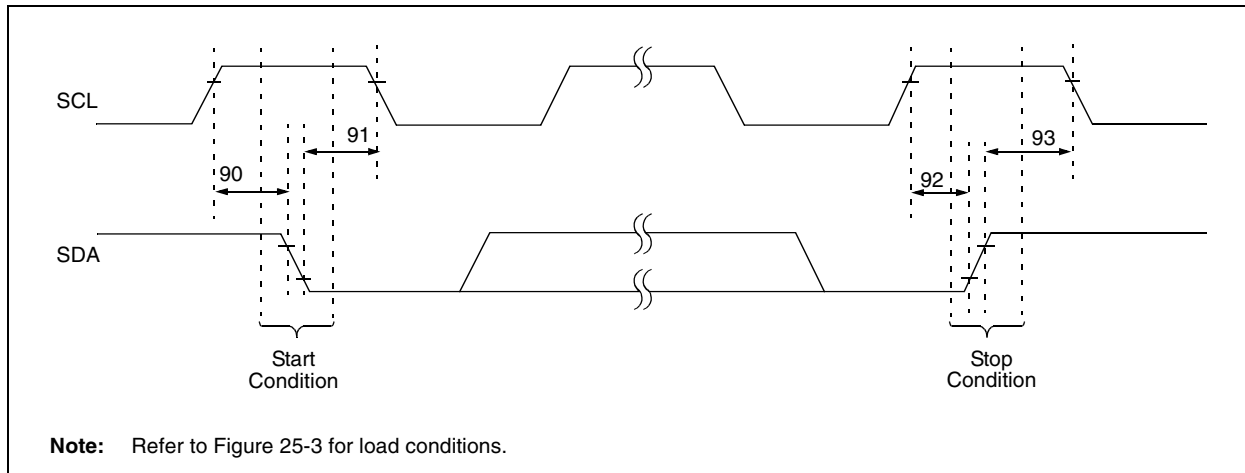 SCL
91
93
90
92
SDA
Start
Condition
Stop
Condition
Note: Refer to Figure 25-3 for load conditions.